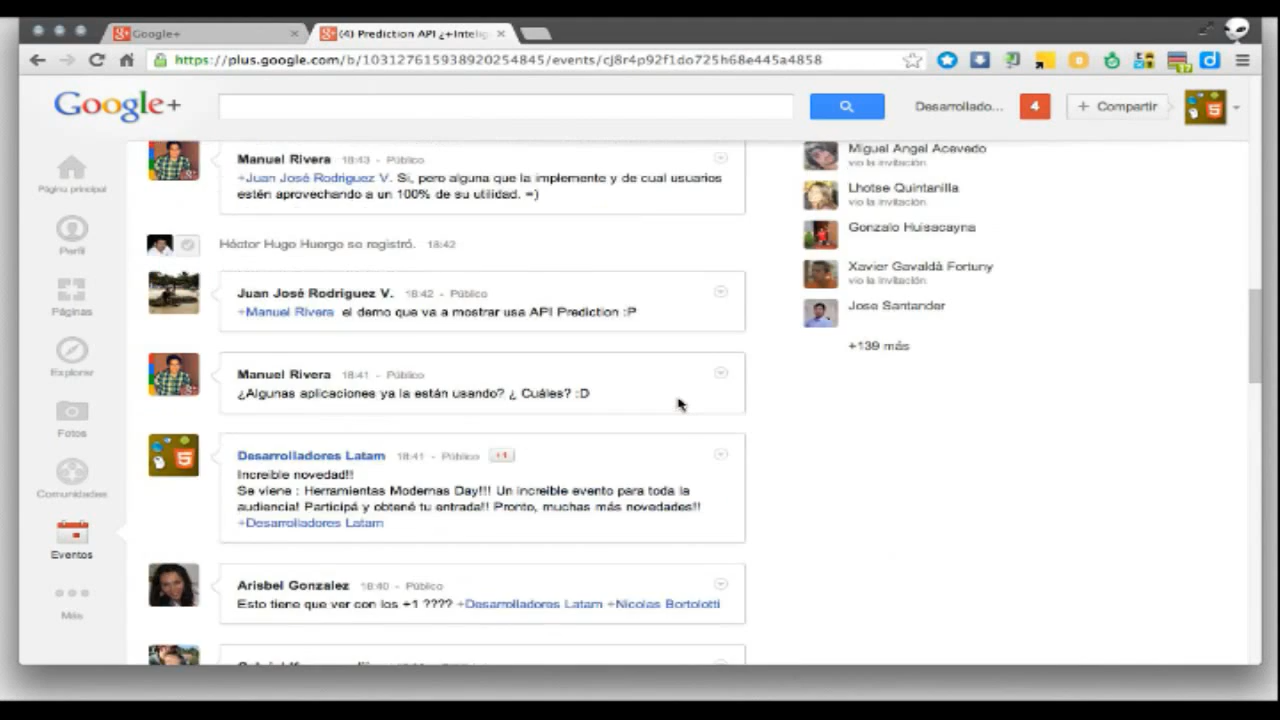 Google+
(4) Prediction API ¿+Intelig
https://plus.google.com/b/103127615938920254845/events/cj8r4p92f1do725h68e445a4858
Google+
Desarrollado...
4
+ Compartir
Página principal
Perfil
Páginas
Explorar
Fotos
Comunidades
Eventos
Más
Manuel Rivera 18:43 - Público
+Juan José Rodriguez V. Si, pero alguna que la implemente y de cual usuarios
estén aprovechando a un 100% de su utilidad. =)
Héctor Hugo Huergo se registró. 18:42
Juan José Rodriguez V. 18:42 - Público
+Manuel Rivera el demo que va a mostrar usa API Prediction :P
Manuel Rivera 18:41 - Público
¿Algunas aplicaciones ya la están usando? ¿ Cuáles? :D
Desarrolladores Latam 18:41 - Público +1
Increible novedad!!
Se viene : Herramientas Modernas Day!!! Un increible evento para toda la
audiencia! Participá y obtené tu entrada!! Pronto, muchas más novedades!!
+Desarrolladores Latam
Arisbel Gonzalez 18:40 - Público
Esto tiene que ver con los +1 ???? +Desarrolladores Latam +Nicolas Bortolotti
Miguel Angel Acevedo
vio la invitación
Lhotse Quintanilla
vio la invitación
Gonzalo Huisacayna
Xavier Gavaldà Fortuny
vio la invitación
Jose Santander
+139 más